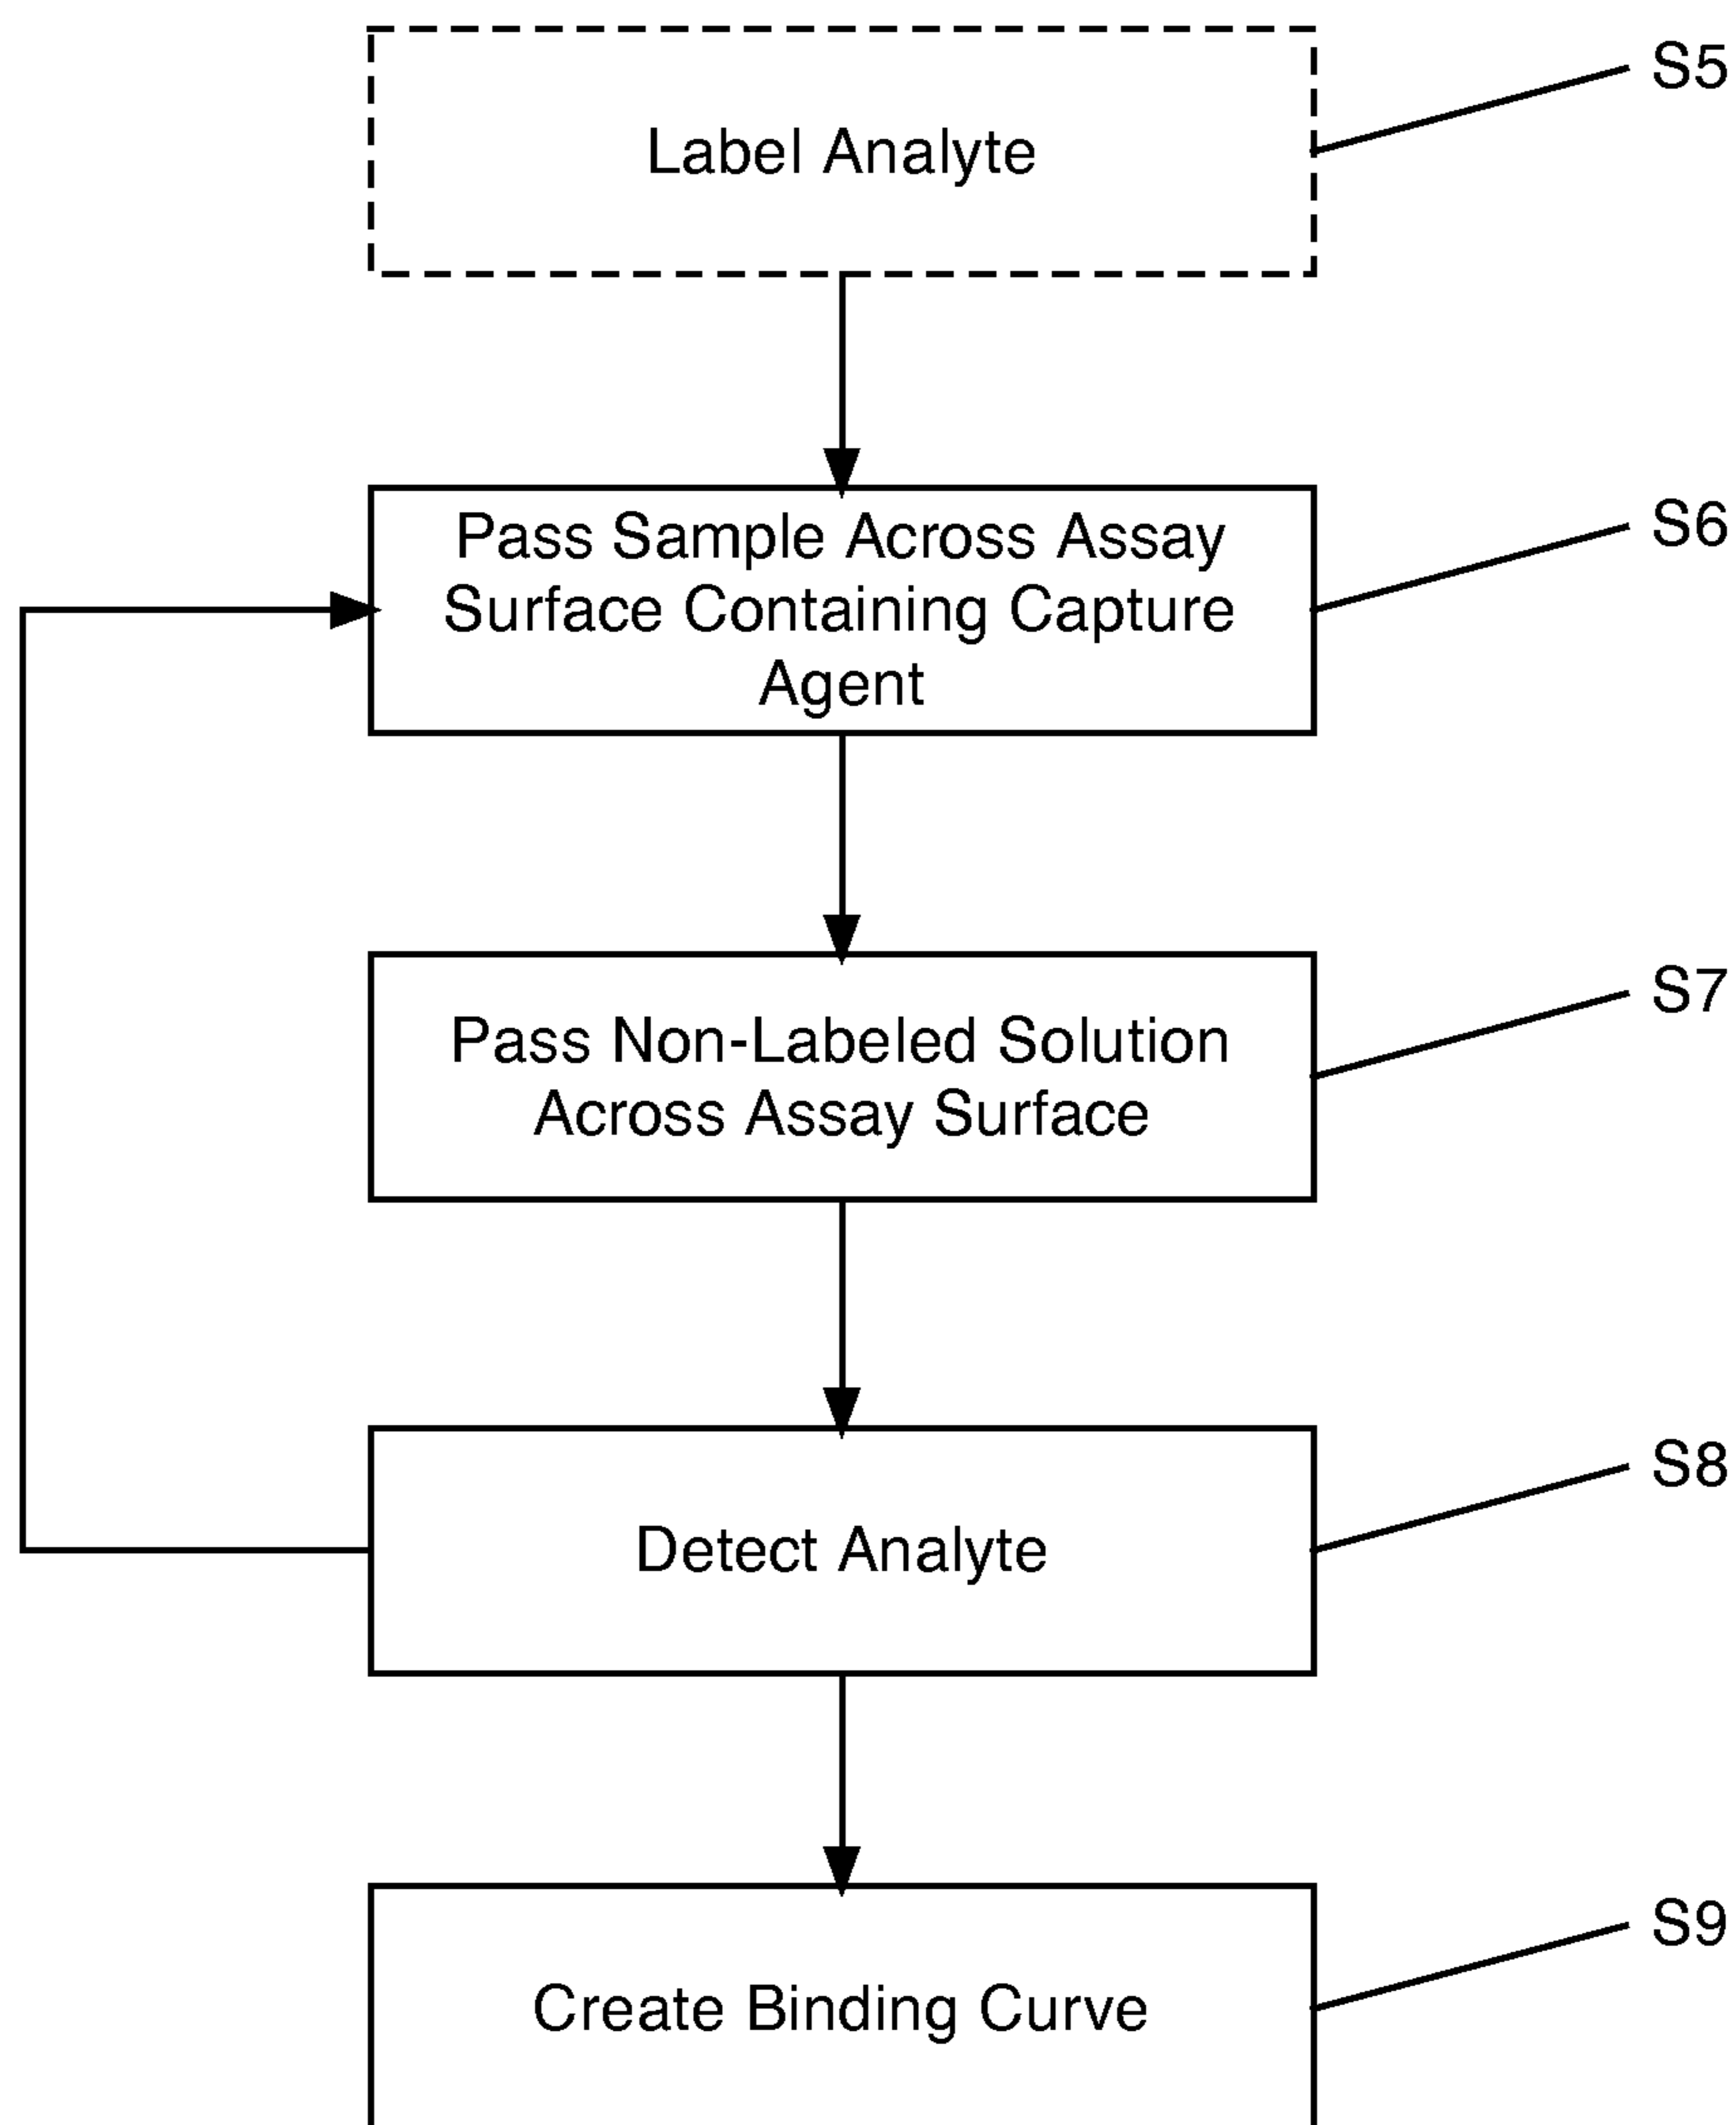 Label Analyte
S5
Pass Sample Across Assay
Surface Containing Capture
Agent
S6
Pass Non-Labeled Solution
Across Assay Surface
S7
Detect Analyte
S8
Create Binding Curve
S9